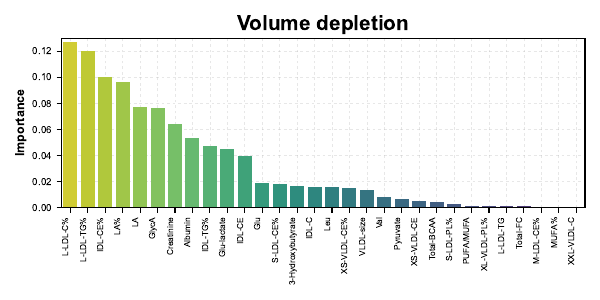 Volume depletion
Importance
0.12
0.10
0.08
0.06
0.04
0.02
0.00
L-LDL-C%
L-LDL-TG%
IDL-CE%
LA%
LA
GlycA
Creatinine
Albumin
IDL-TG%
Glu-lactate
IDL-CE
Glu
S-LDL-CE%
3-Hydroxybutyrate
IDL-C
Leu
XS-VLDL-CE%
VLDL-size
Val
Pyruvate
XS-VLDL-CE
Total-BCAA
S-LDL-PL%
PUFA/MUFA
XL-VLDL-PL%
L-LDL-TG
Total-FC
M-LDL-CE%
MUFA%
XXL-VLDL-C